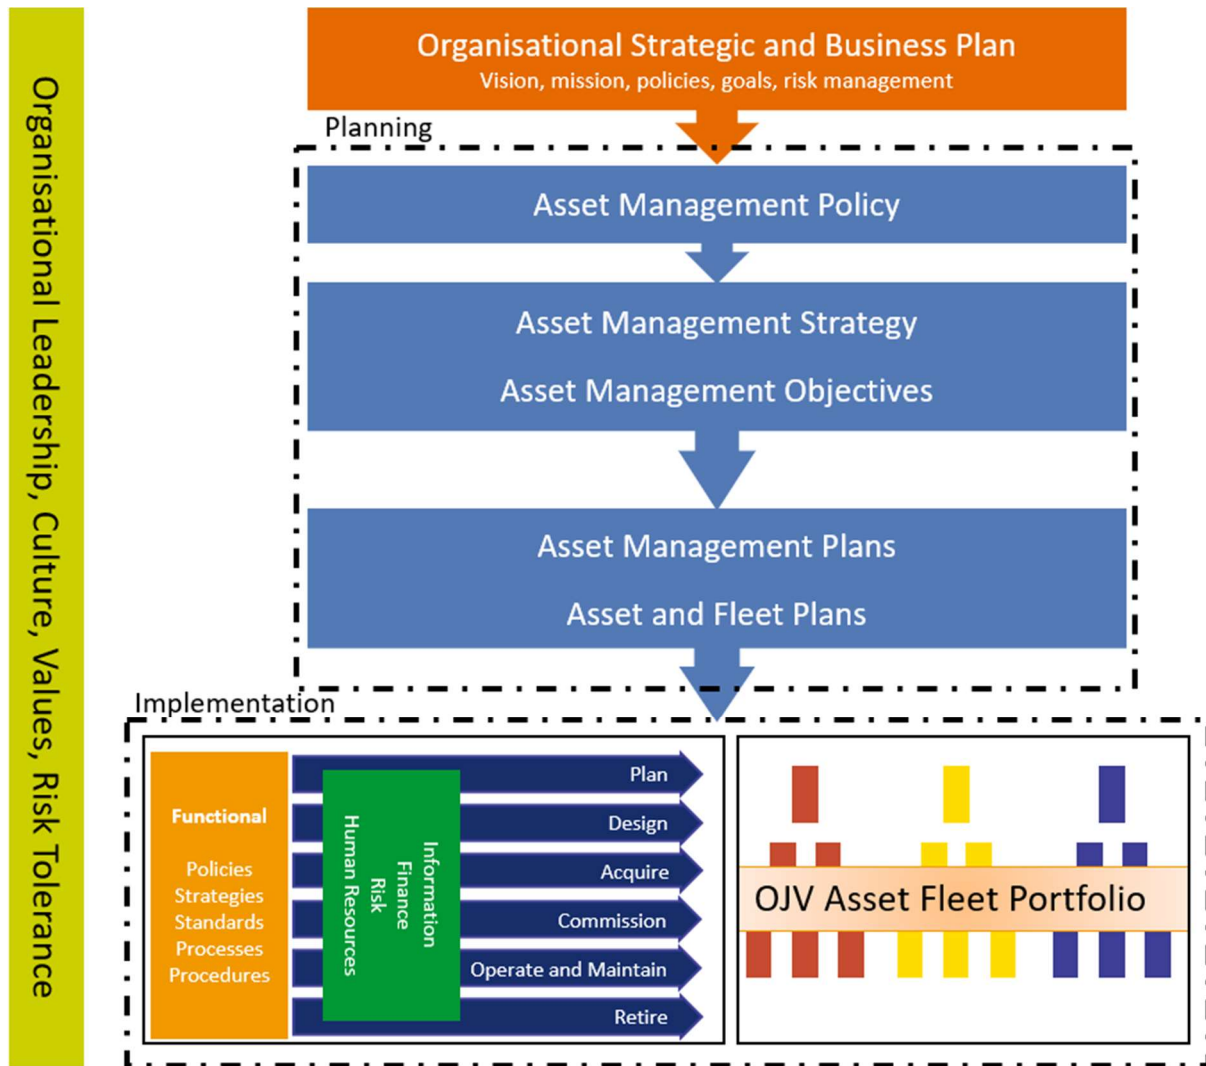 Organisational Leadership, Culture, Values, Risk Tolerance
Organisational Strategic and Business Plan
Vision, mission, policies, goals, risk management
Planning
Asset Management Policy
Asset Management Strategy
Asset Management Objectives
Asset Management Plans
Asset and Fleet Plans
Implementation
Functional
Policies
Strategies
Standards
Processes
Procedures
Information
Finance
Risk
Human Resources
Plan
Design
Acquire
Commission
Operate and Maintain
Retire
OJV Asset Fleet Portfolio